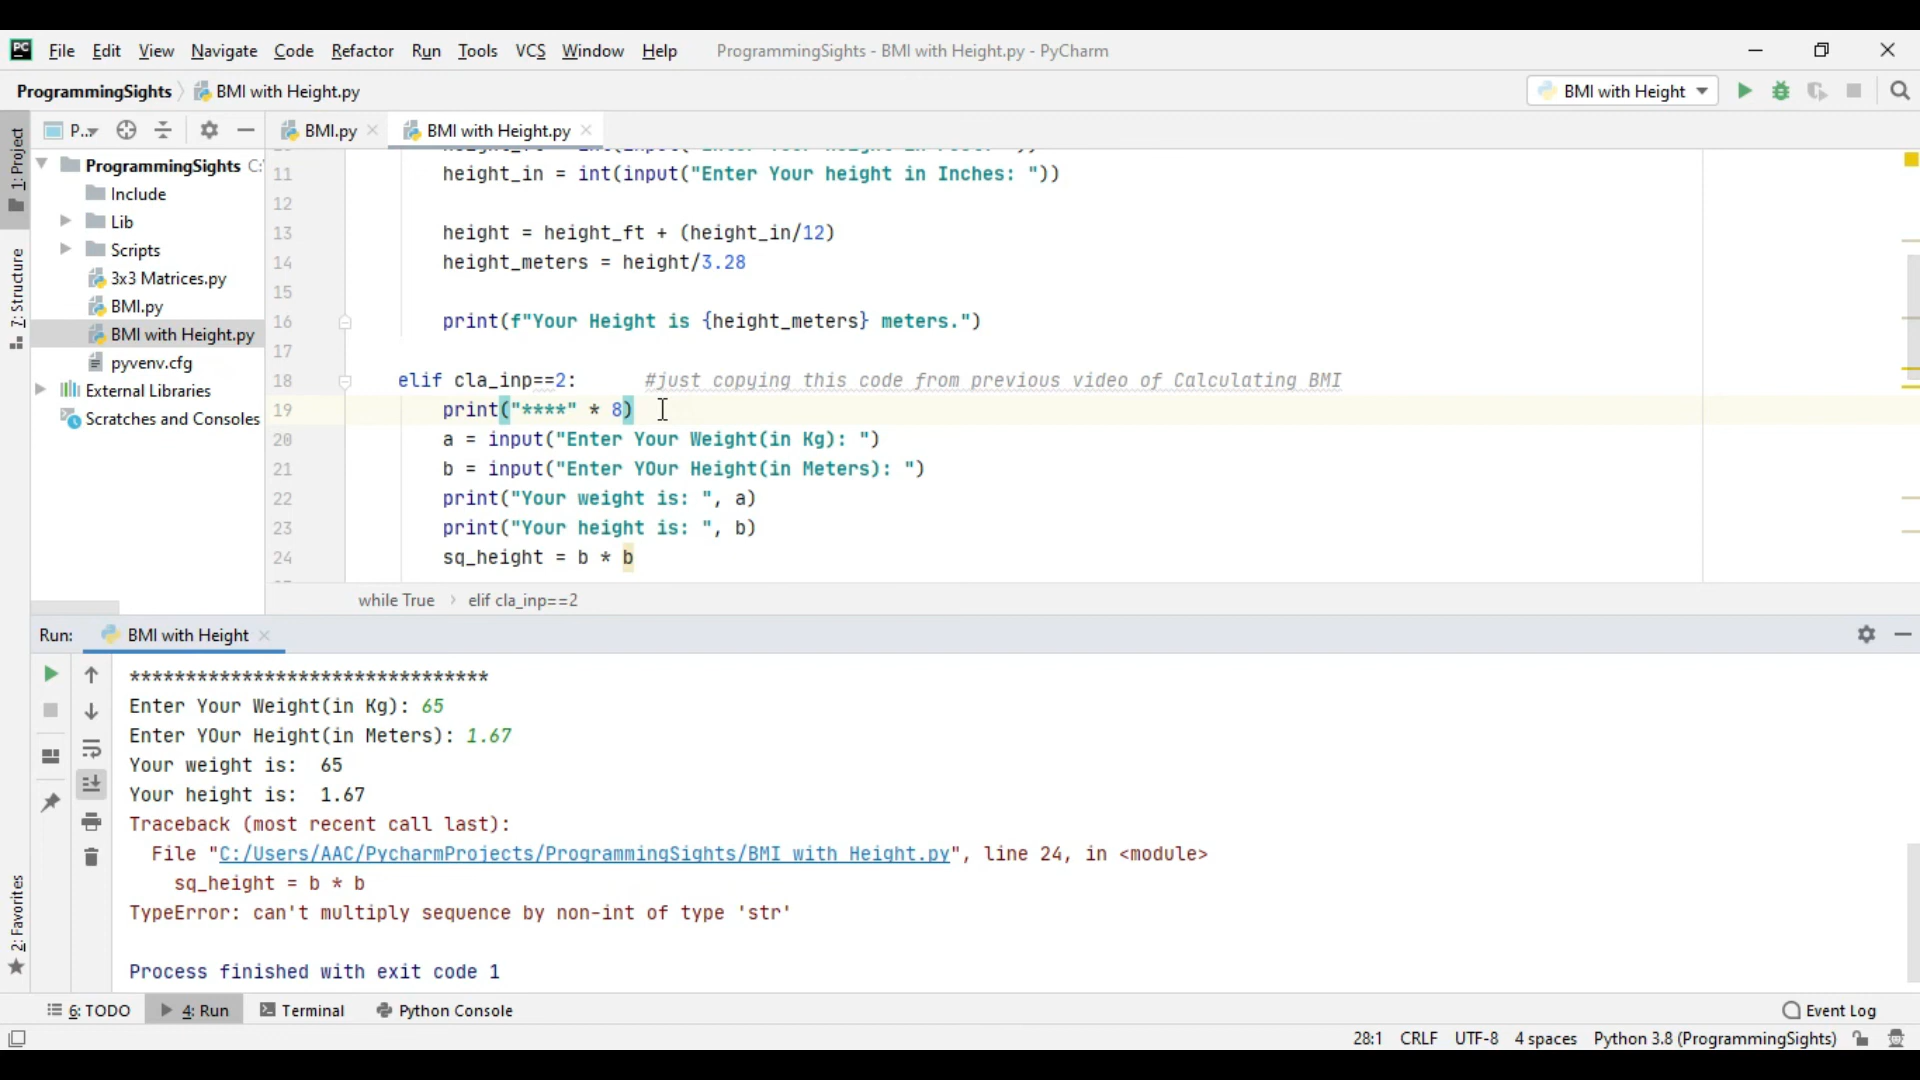 PC File Edit View Navigate Code Refactor Run Tools VCS Window Help ProgrammingSights - BMI with Height.py - PyCharm
ProgrammingSights BMI with Height.py BMI with Height
P... BMI.py BMI with Height.py
1: Project
7: Structure
2: Favorites
ProgrammingSights C:
Include
Lib
Scripts
3x3 Matrices.py
BMI.py
BMI with Height.py
pyvenv.cfg
External Libraries
Scratches and Consoles
11 height_in = int(input("Enter Your height in Inches: "))
12
13 height = height_ft + (height_in/12)
14 height_meters = height/3.28
15
16 print(f"Your Height is {height_meters} meters.")
17
18 elif cla_inp==2: #just copying this code from previous video of Calculating BMI
19 print("****" * 8)
20 a = input("Enter Your Weight(in Kg): ")
21 b = input("Enter YOur Height(in Meters): ")
22 print("Your weight is: ", a)
23 print("Your height is: ", b)
24 sq_height = b * b
while True elif cla_inp==2
Run: BMI with Height
********************************
Enter Your Weight(in Kg): 65
Enter YOur Height(in Meters): 1.67
Your weight is:  65
Your height is:  1.67
Traceback (most recent call last):
File "C:/Users/AAC/PycharmProjects/ProgrammingSights/BMI with Height.py", line 24, in <module>
sq_height = b * b
TypeError: can't multiply sequence by non-int of type 'str'
Process finished with exit code 1
6: TODO 4: Run Terminal Python Console Event Log
28:1 CRLF UTF-8 4 spaces Python 3.8 (ProgrammingSights)